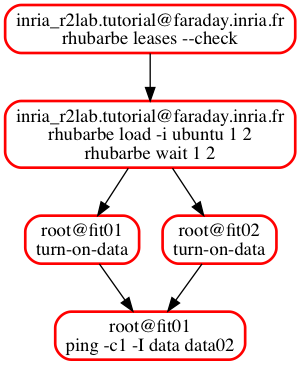 inria_r2lab.tutorial@faraday.inria.fr
rhubarbe leases --check
inria_r2lab.tutorial@faraday.inria.fr
rhubarbe load -i ubuntu 1 2
rhubarbe wait 1 2
root@fit01
turn-on-data
root@fit02
turn-on-data
root@fit01
ping -c1 -I data data02